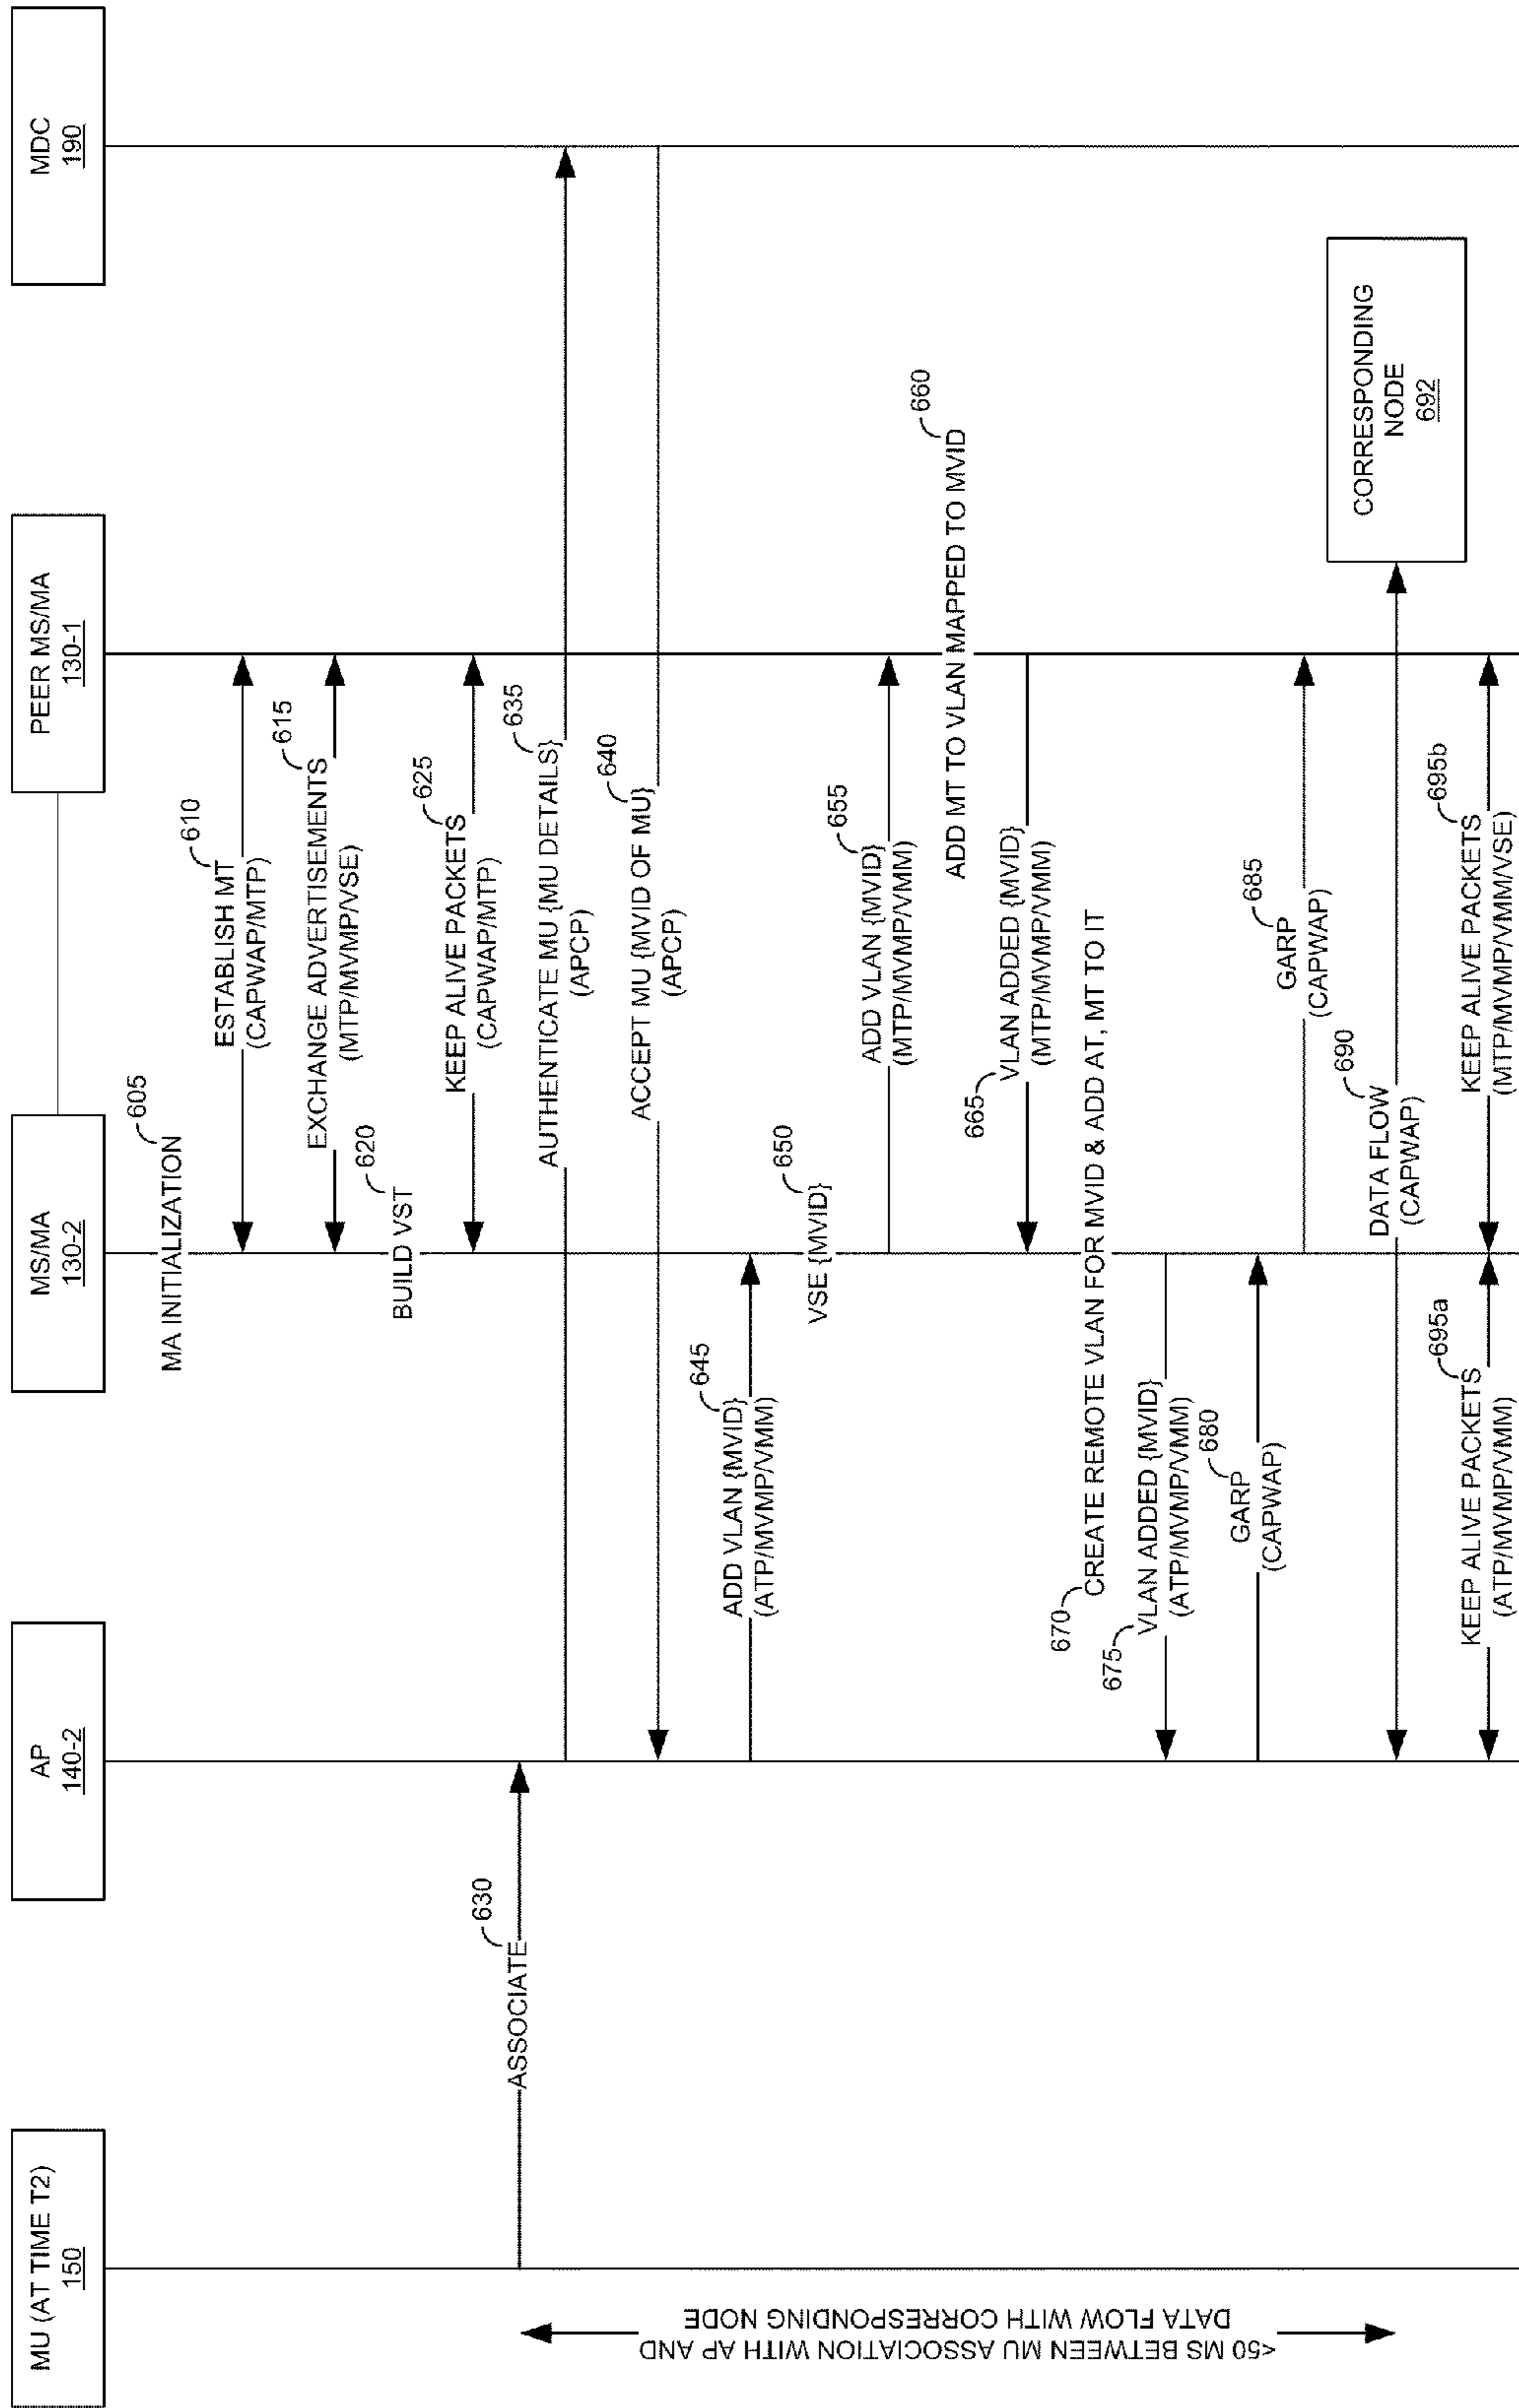 MU (AT TIME T2)
150
AP
140-2
MS/MA
130-2
PEER MS/MA
130-1
MDC
190
605
MA INITIALIZATION
610
ESTABLISH MT
(CAPWAP/MTP)
615
EXCHANGE ADVERTISEMENTS
(MTP/MVMP/VSE)
620
BUILD VST
625
KEEP ALIVE PACKETS
(CAPWAP/MTP)
630
ASSOCIATE
635
AUTHENTICATE MU {MU DETAILS}
(APCP)
640
ACCEPT MU {MVID OF MU}
(APCP)
645
ADD VLAN {MVID}
(ATP/MVMP/VMM)
650
VSE {MVID}
655
ADD VLAN {MVID}
(MTP/MVMP/VMM)
660
ADD MT TO VLAN MAPPED TO MVID
665
VLAN ADDED {MVID}
(MTP/MVMP/VMM)
670
CREATE REMOTE VLAN FOR MVID & ADD AT, MT TO IT
675
VLAN ADDED {MVID}
(ATP/MVMP/VMM)
680
GARP
(CAPWAP)
685
GARP
(CAPWAP)
690
DATA FLOW
(CAPWAP)
CORRESPONDING
NODE
692
695a
KEEP ALIVE PACKETS
(ATP/MVMP/VMM)
695b
KEEP ALIVE PACKETS
(MTP/MVMP/VMM/VSE)
<50 MS BETWEEN MU ASSOCIATION WITH AP AND
DATA FLOW WITH CORRESPONDING NODE